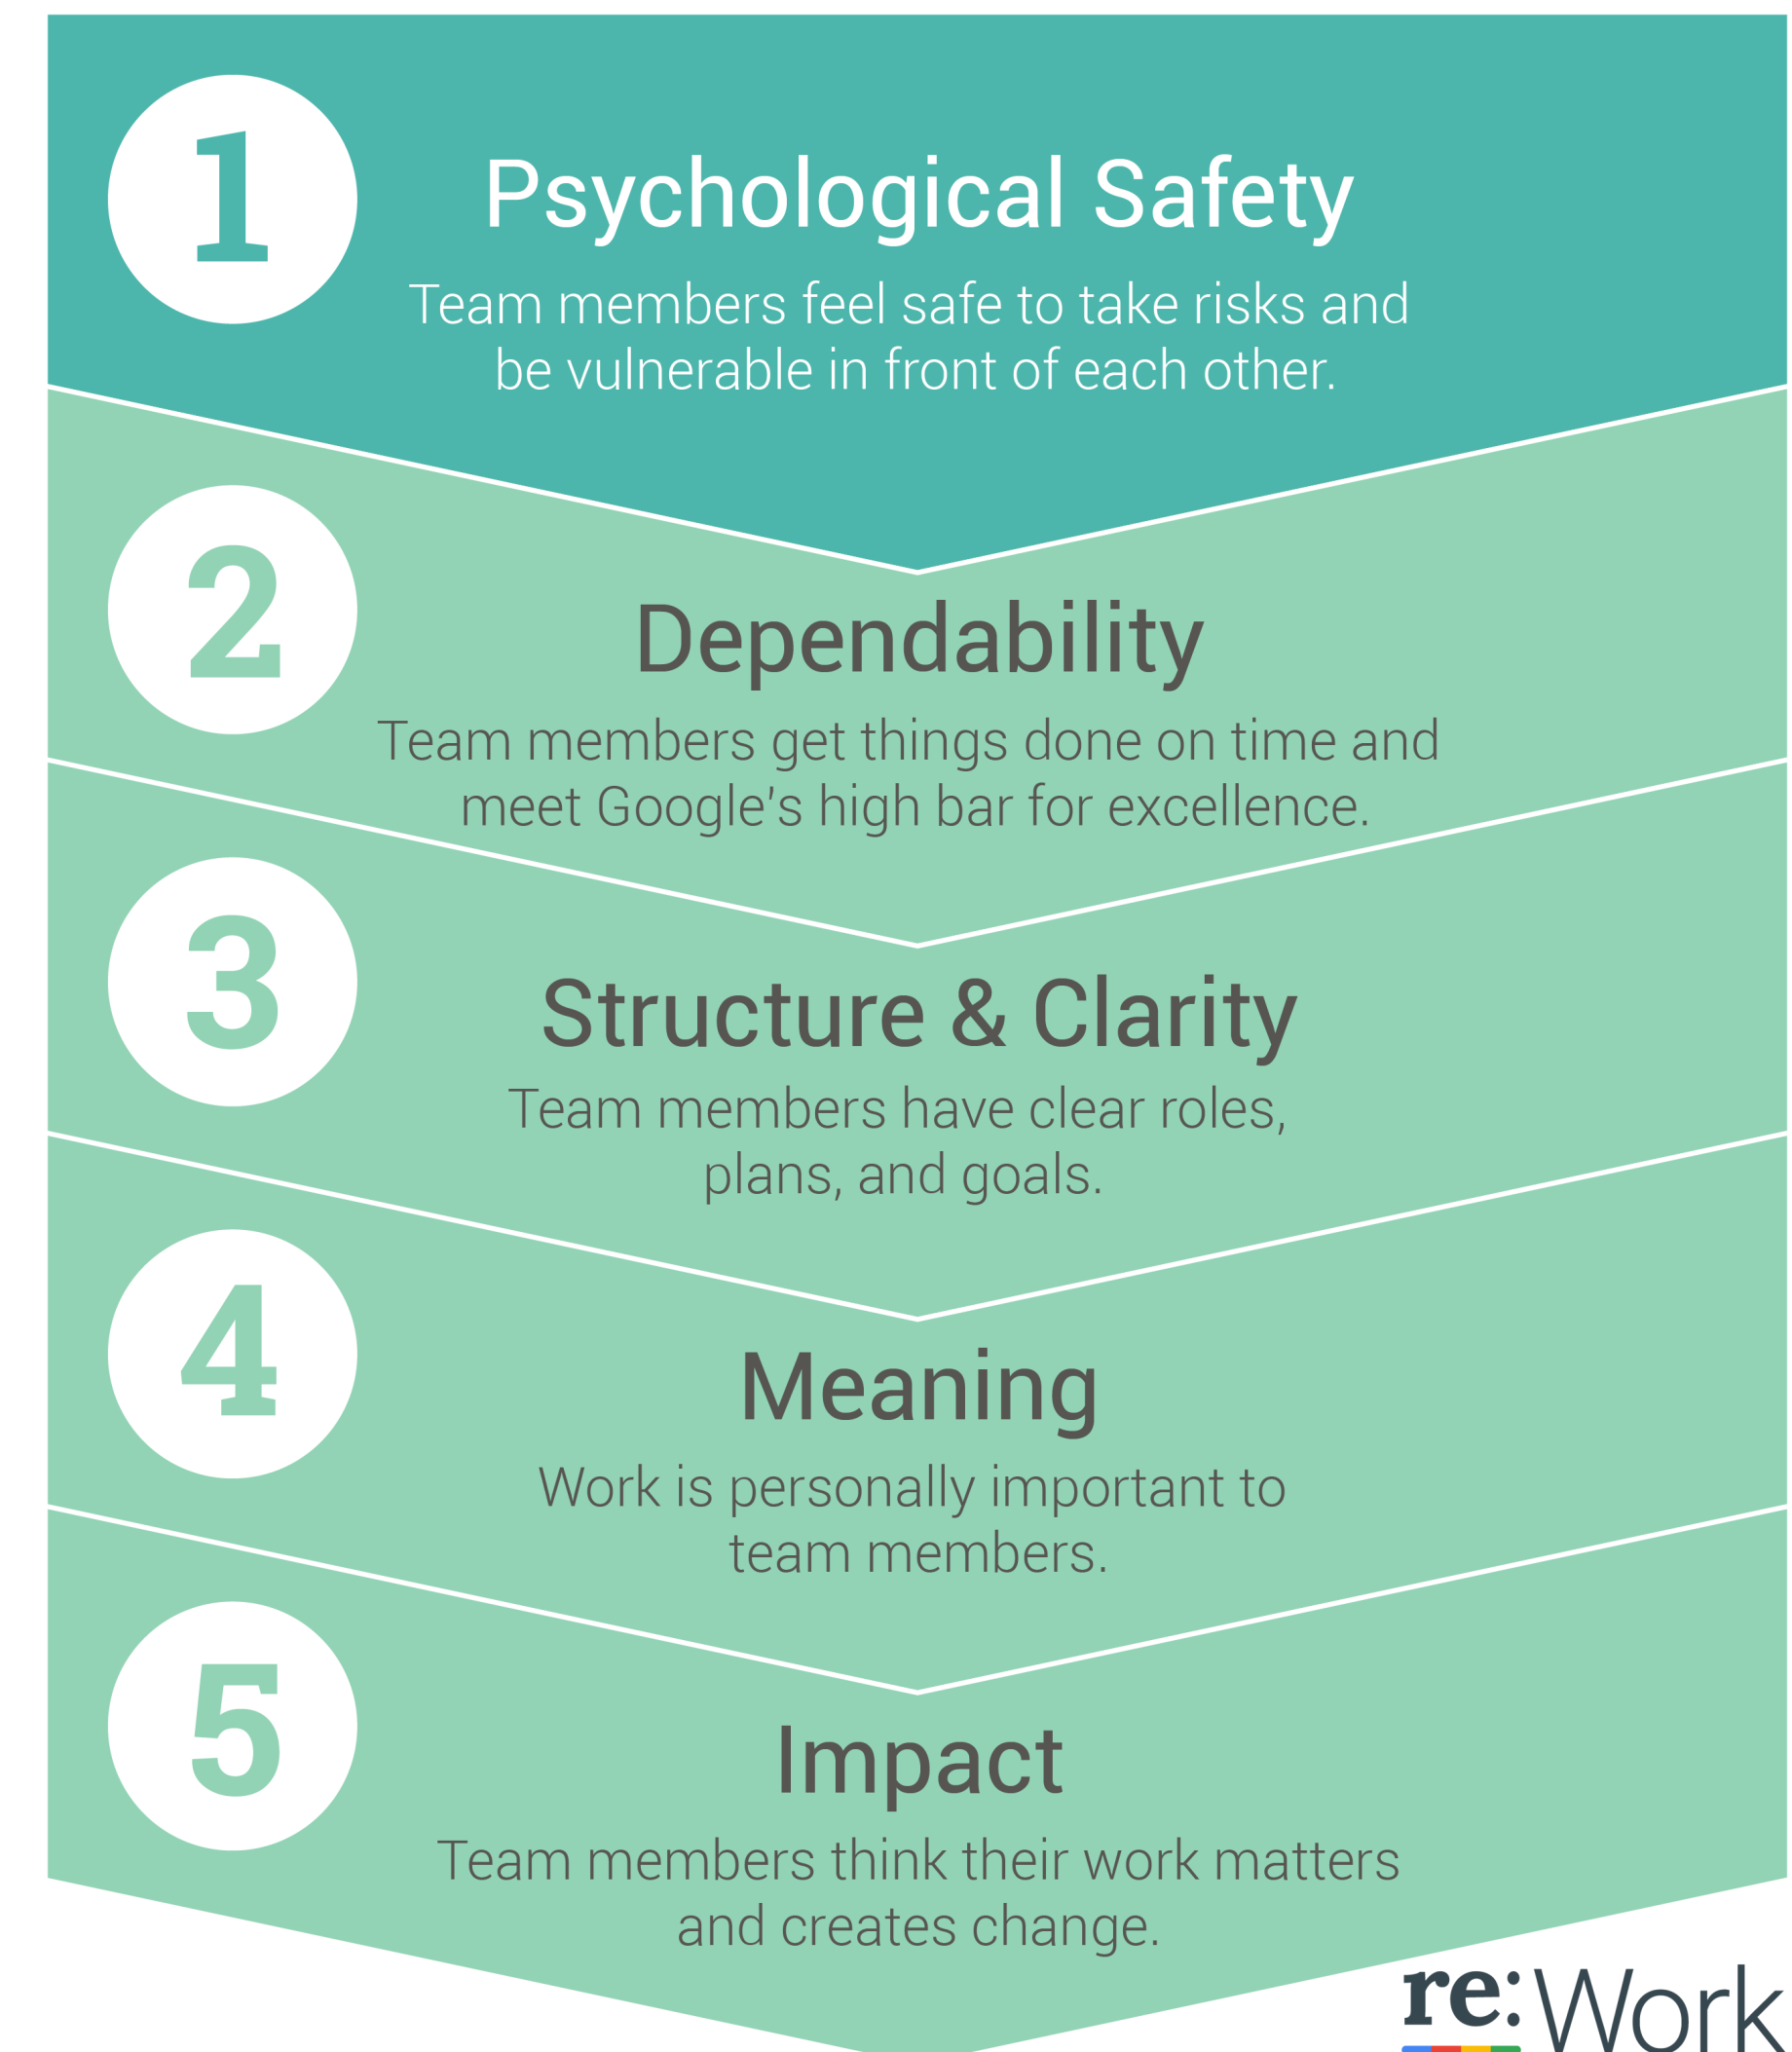 1
Psychological Safety
Team members feel safe to take risks and
be vulnerable in front of each other.
2
Dependability
Team members get things done on time and
meet Google's high bar for excellence.
3
Structure & Clarity
Team members have clear roles,
plans, and goals.
4
Meaning
Work is personally important to
team members.
5
Impact
Team members think their work matters
and creates change.
re:Work